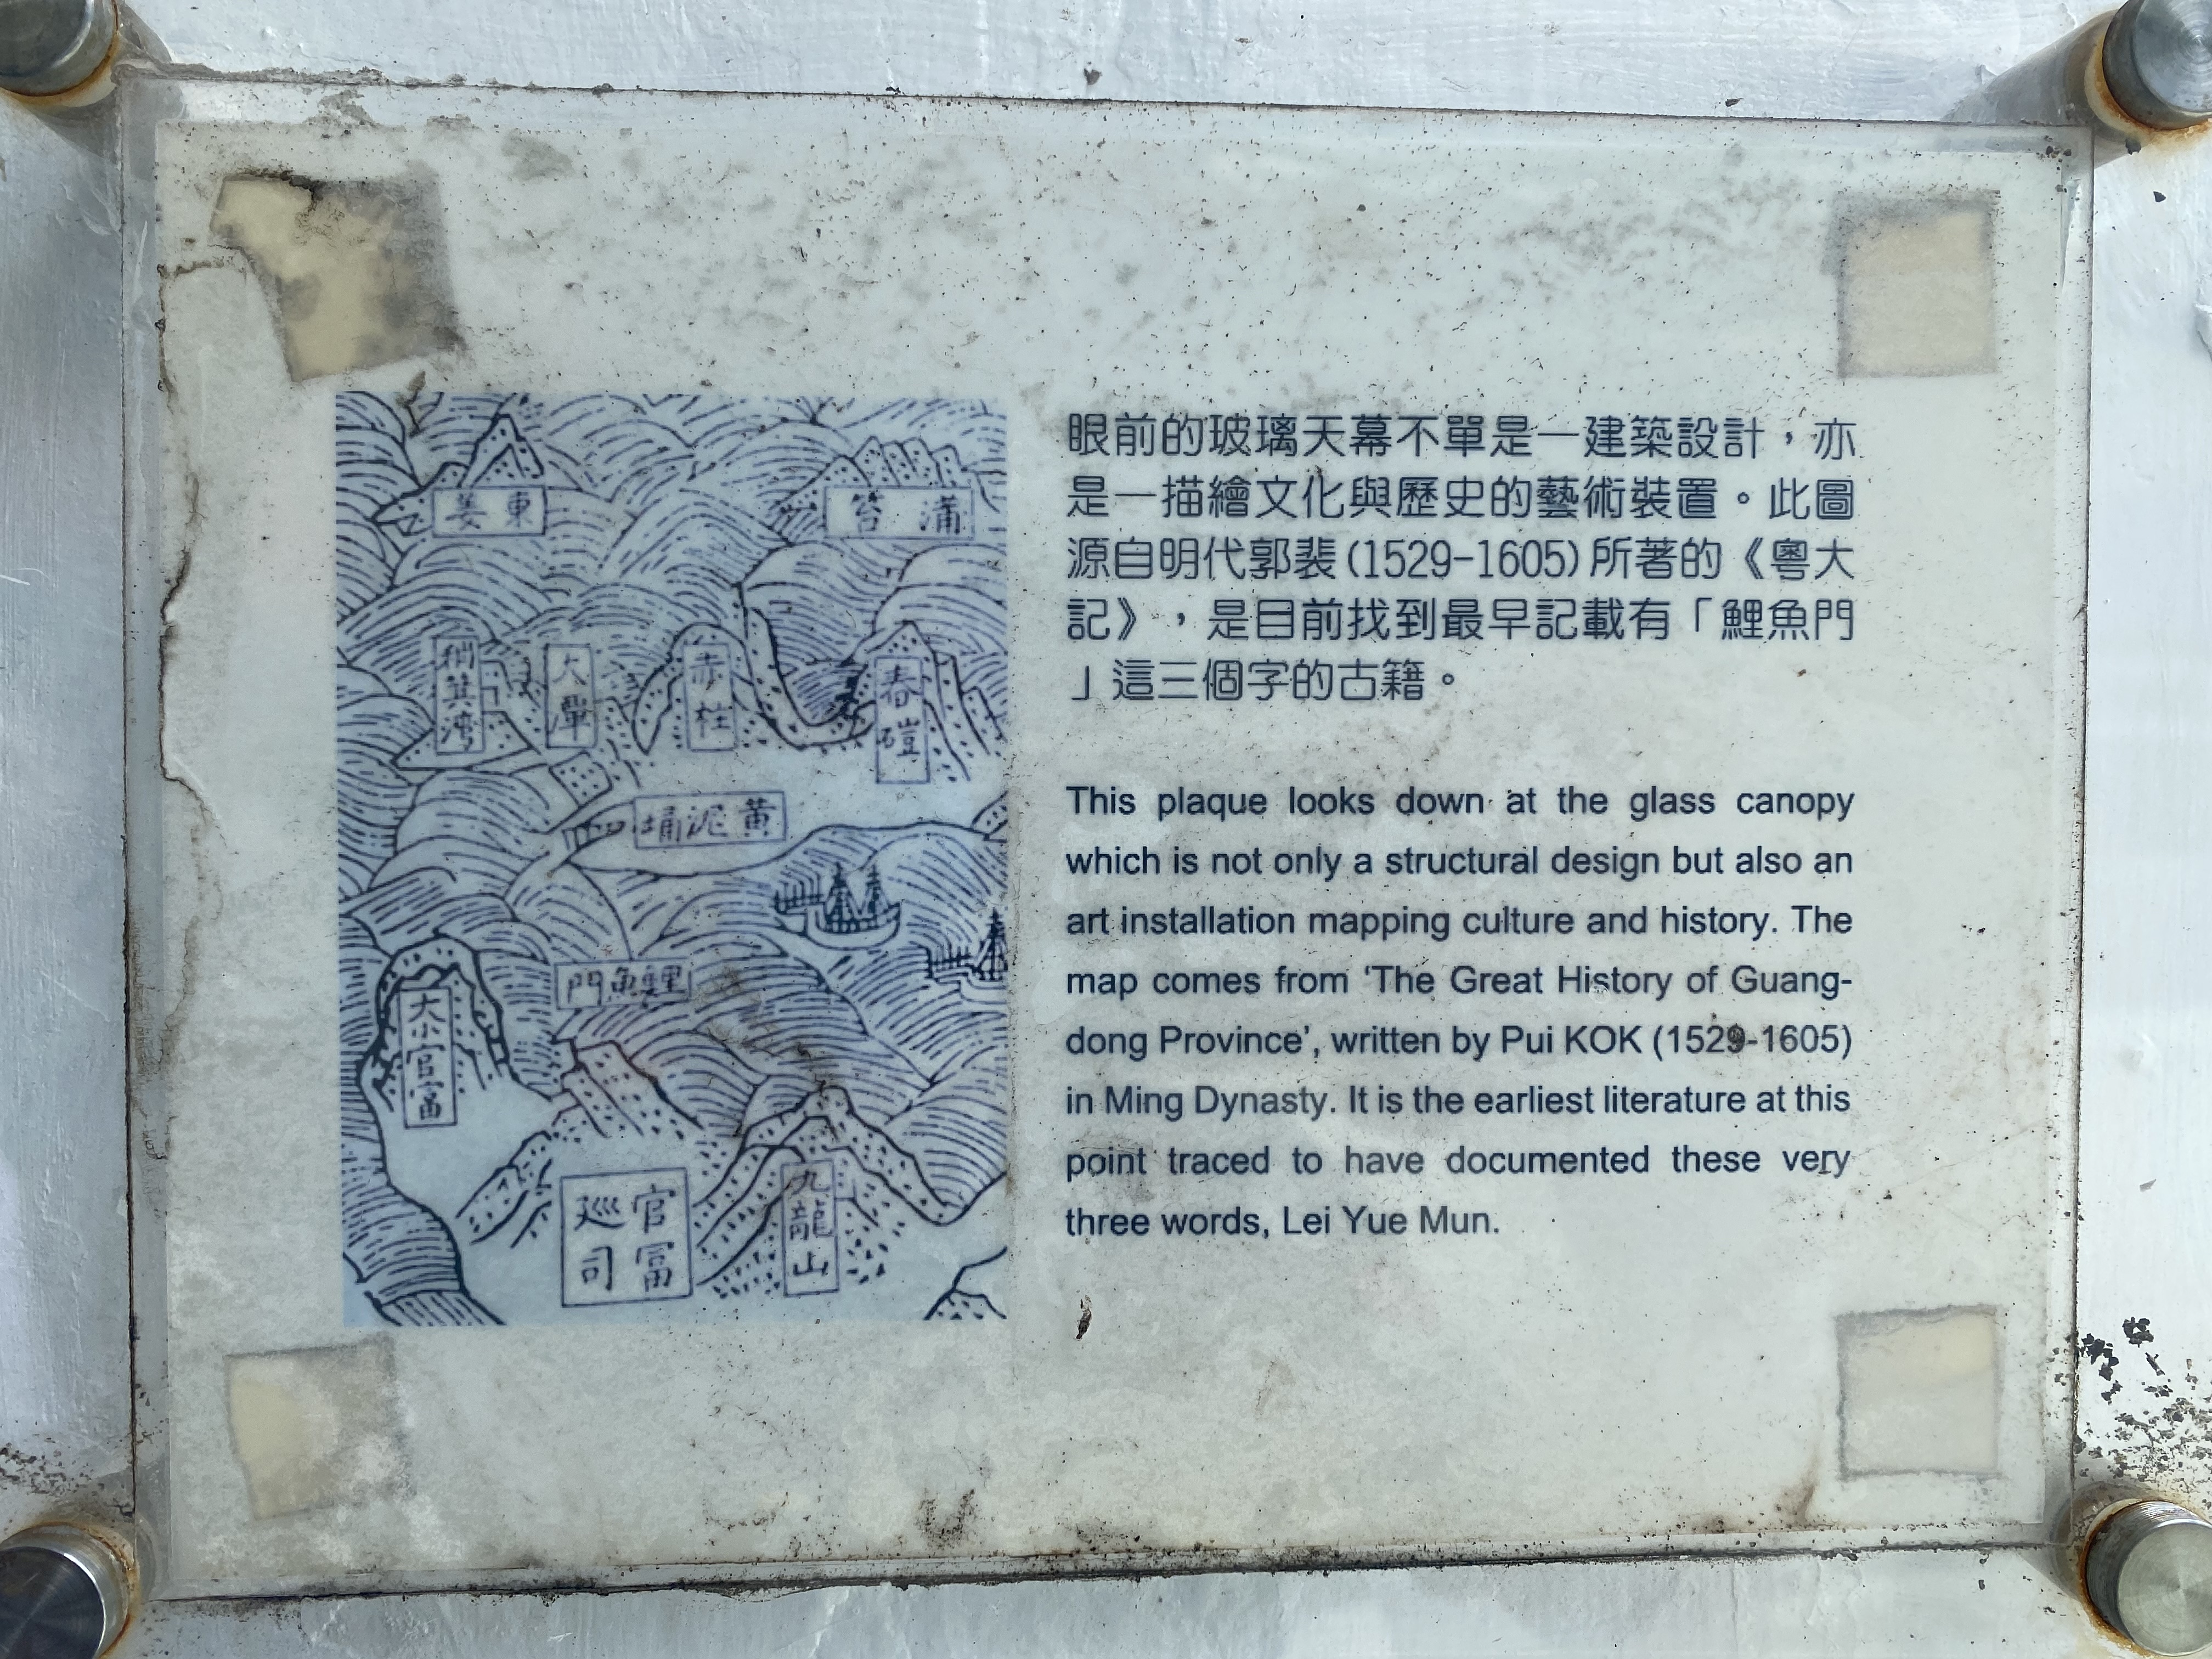 姜東
笞蒲
稍箕灣
大潭
赤柱
春磑
埇泥黃
門魚鯉
大小官富
官富
巡司
九龍山
眼前的玻璃天幕不單是一建築設計，亦
是一描繪文化與歷史的藝術裝置。此圖
源自明代郭裴(1529-1605)所著的《粵大
記》，是目前找到最早記載有「鯉魚門
」這三個字的古籍。
This plaque looks down at the glass canopy
which is not only a structural design but also an
art installation mapping culture and history. The
map comes from ‘The Great History of Guang-
dong Province’, written by Pui KOK (1529-1605)
in Ming Dynasty. It is the earliest literature at this
point traced to have documented these very
three words, Lei Yue Mun.